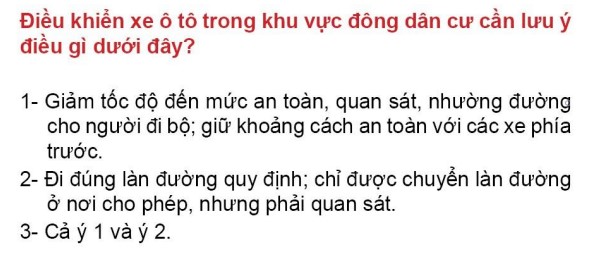 Điều khiển xe ô tô trong khu vực đông dân cư cần lưu ý
điều gì dưới đây?
1- Giảm tốc độ đến mức an toàn, quan sát, nhường đường
cho người đi bộ; giữ khoảng cách an toàn với các xe phía
trước.
2- Đi đúng làn đường quy định; chỉ được chuyển làn đường
ở nơi cho phép, nhưng phải quan sát.
3- Cả ý 1 và ý 2.